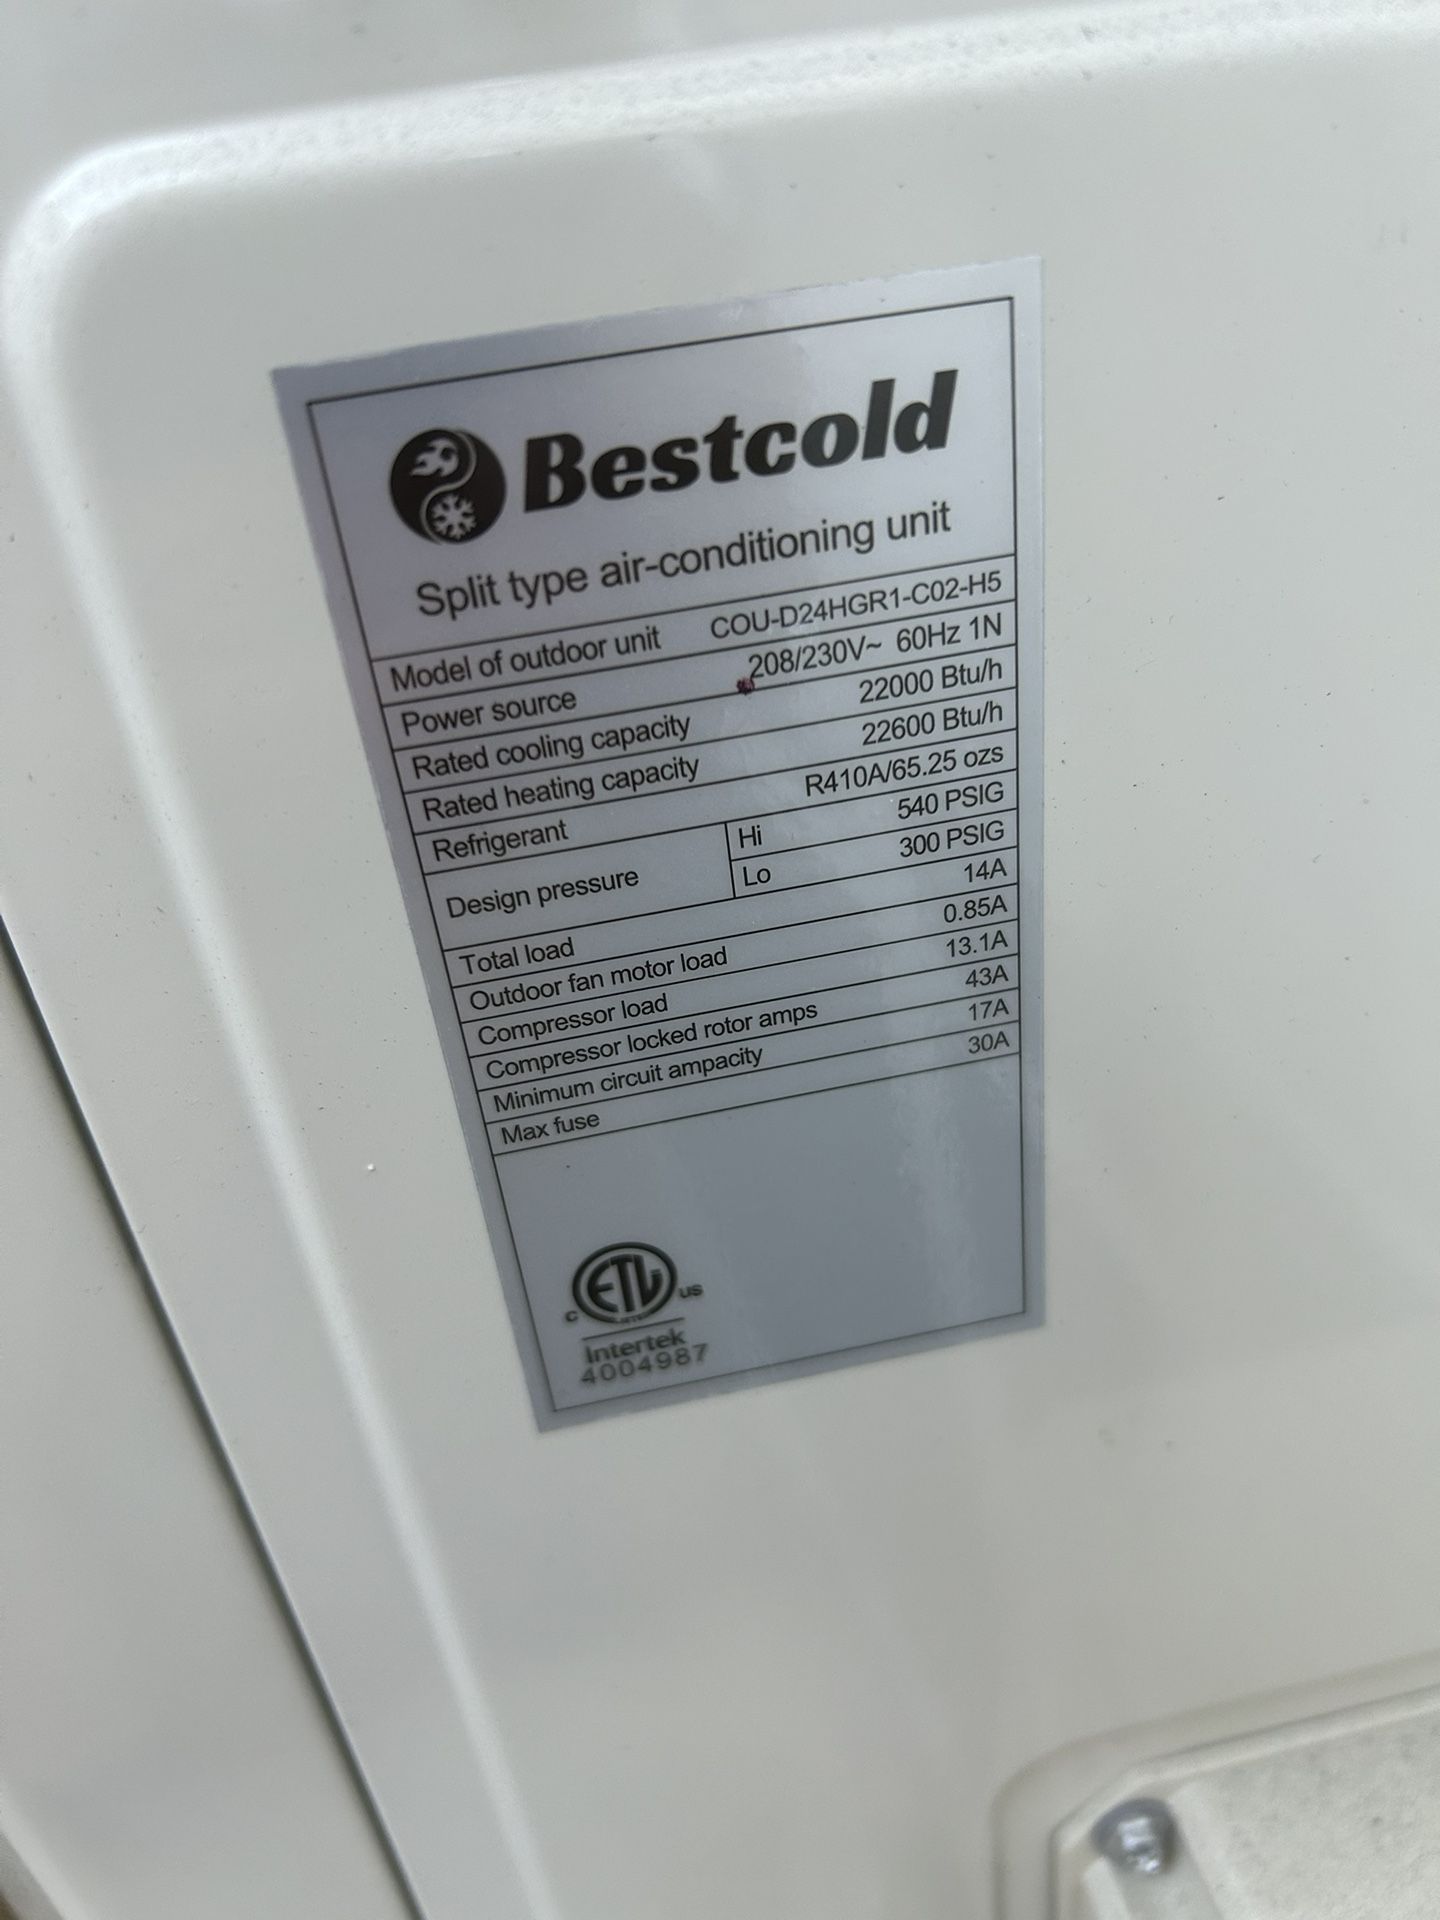 Bestcold
Split type air-conditioning unit
Model of outdoor unit COU-D24HGR1-C02-H5
Power source 208/230V~ 60Hz 1N
Rated cooling capacity 22000 Btu/h
Rated heating capacity 22600 Btu/h
Refrigerant R410A/65.25 ozs
Design pressure Hi 540 PSIG
Lo 300 PSIG
Total load 14A
Outdoor fan motor load 0.85A
Compressor load 13.1A
Compressor locked rotor amps 43A
Minimum circuit ampacity 17A
Max fuse 30A
C ETL US
Intertek
4004987